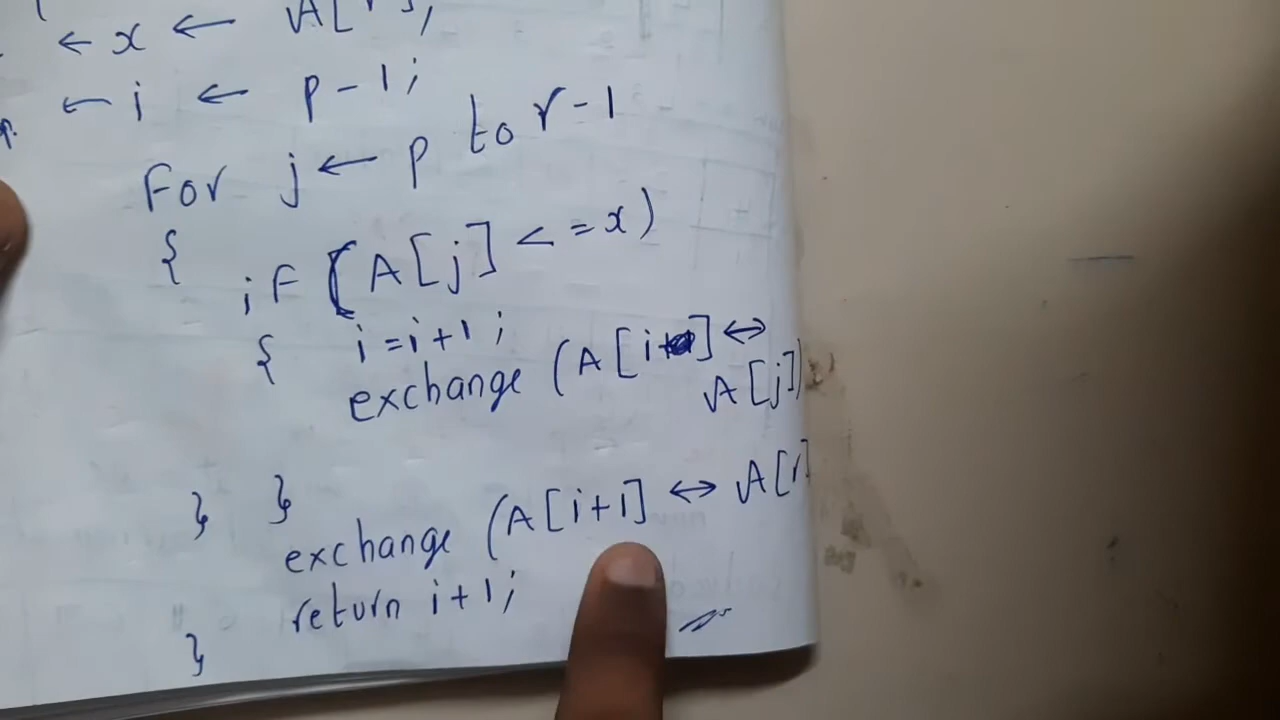 ← x ← A[r];
← i ← p-1;
For j ← p to r-1
{
if (A[j] <=x)
{ i=i+1;
exchange (A[i] ↔
A[j])
} }
exchange (A[i+1] ↔ A[r]
return i+1;
}